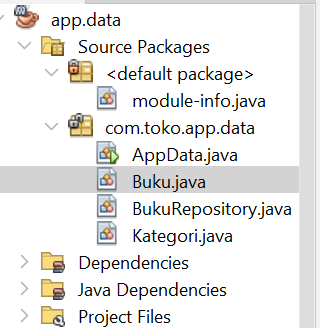 app.data
Source Packages
<default package>
module-info.java
com.toko.app.data
AppData.java
Buku.java
BukuRepository.java
Kategori.java
Dependencies
Java Dependencies
Project Files